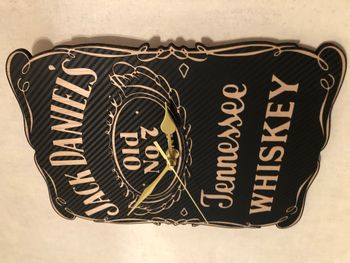 JACK DANIEL'S
OLD
NO.7
Tennessee
WHISKEY